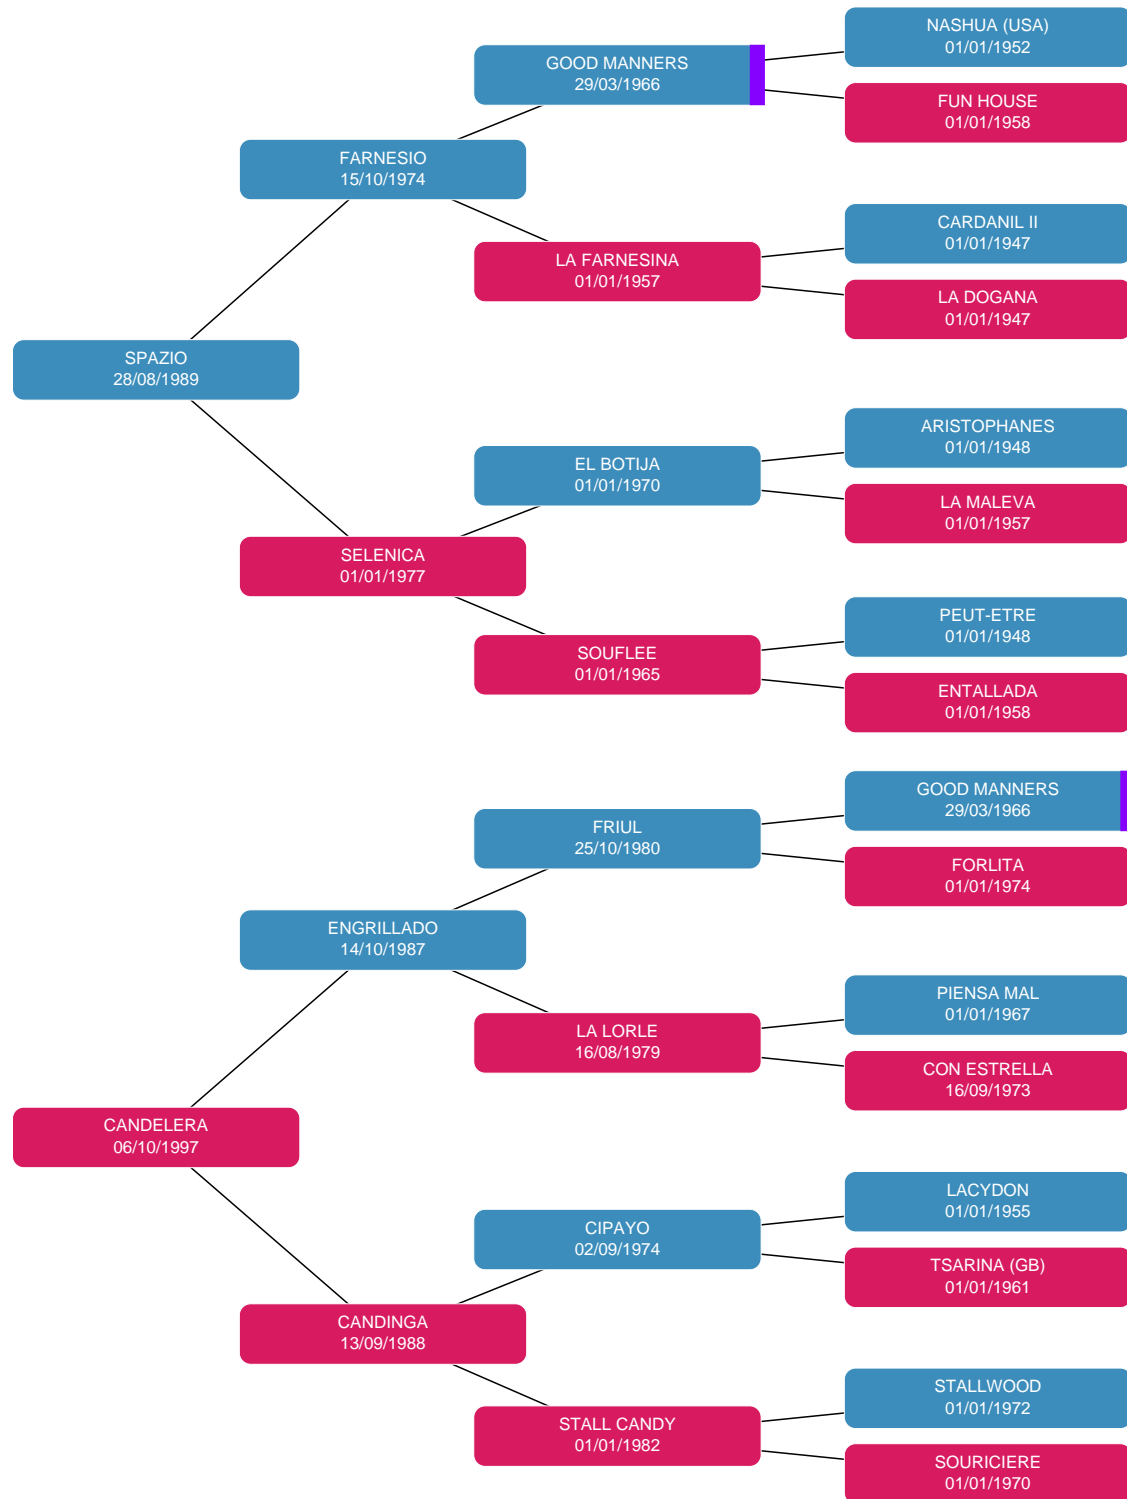 NASHUA (USA)
01/01/1952
GOOD MANNERS
29/03/1966
FUN HOUSE
01/01/1958
FARNESIO
15/10/1974
CARDANIL II
01/01/1947
LA FARNESINA
01/01/1957
LA DOGANA
01/01/1947
SPAZIO
28/08/1989
ARISTOPHANES
01/01/1948
EL BOTIJA
01/01/1970
LA MALEVA
01/01/1957
SELENICA
01/01/1977
PEUT-ETRE
01/01/1948
SOUFLEE
01/01/1965
ENTALLADA
01/01/1958
GOOD MANNERS
29/03/1966
FRIUL
25/10/1980
FORLITA
01/01/1974
ENGRILLADO
14/10/1987
PIENSA MAL
01/01/1967
LA LORLE
16/08/1979
CON ESTRELLA
16/09/1973
CANDELERA
06/10/1997
LACYDON
01/01/1955
CIPAYO
02/09/1974
TSARINA (GB)
01/01/1961
CANDINGA
13/09/1988
STALLWOOD
01/01/1972
STALL CANDY
01/01/1982
SOURICIERE
01/01/1970